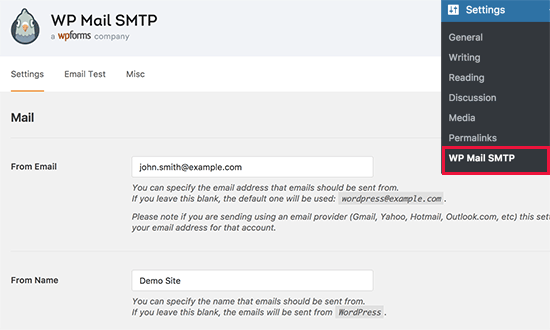 WP Mail SMTP
a wpforms company
Settings Email Test Misc
Mail
From Email
john.smith@example.com
You can specify the email address that emails should be sent from.
If you leave this blank, the default one will be used: wordpress@example.com.
Please note if you are sending using an email provider (Gmail, Yahoo, Hotmail, Outlook.com, etc) this set
your email address for that account.
From Name
Demo Site
You can specify the name that emails should be sent from.
If you leave this blank, the emails will be sent from WordPress.
Settings
General
Writing
Reading
Discussion
Media
Permalinks
WP Mail SMTP